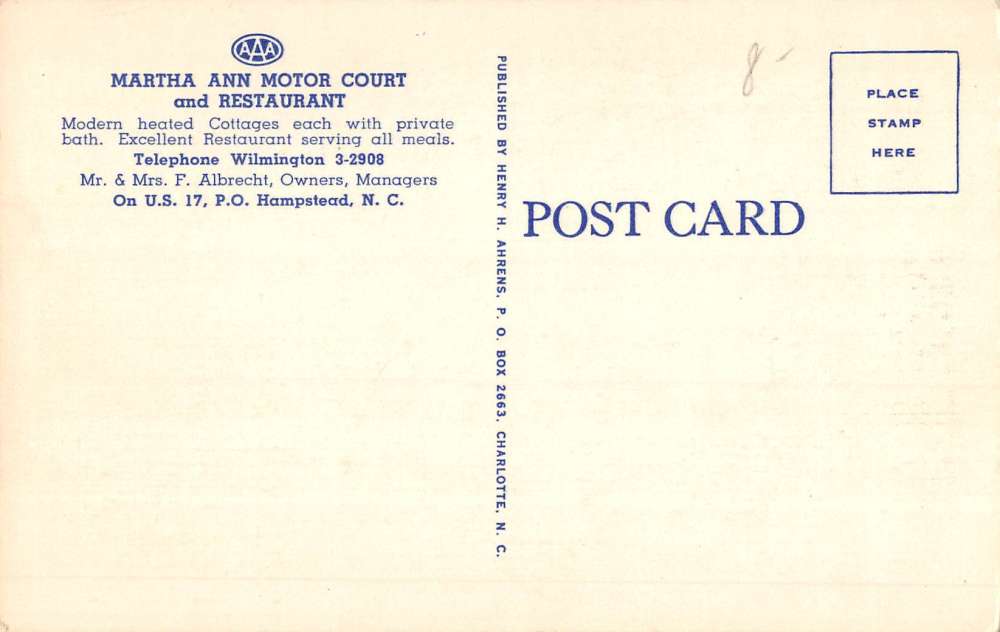 AAA
MARTHA ANN MOTOR COURT
and RESTAURANT
Modern heated Cottages each with private
bath. Excellent Restaurant serving all meals.
Telephone Wilmington 3-2908
Mr. & Mrs. F. Albrecht, Owners, Managers
On U.S. 17, P.O. Hampstead, N. C.
PUBLISHED BY HENRY H. AHRENS, P. O. BOX 2663, CHARLOTTE, N. C.
8-
PLACE
STAMP
HERE
POST CARD